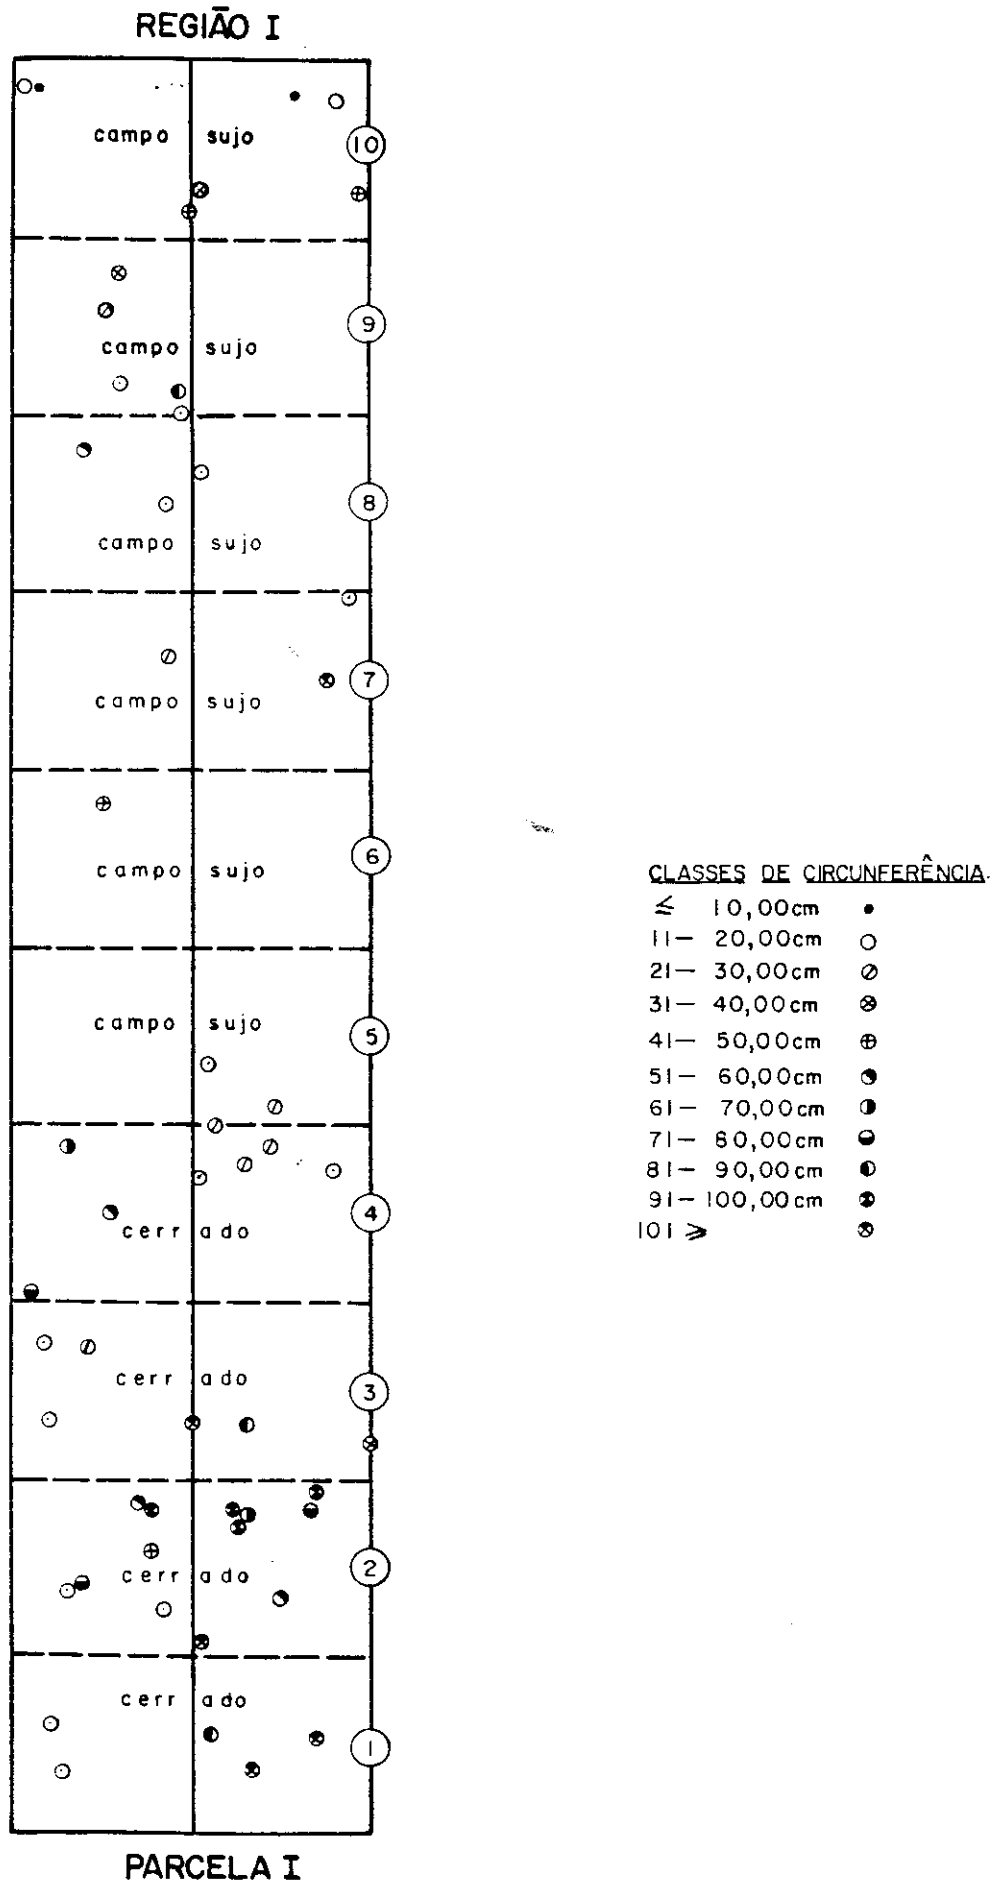 REGIÃO I
campo sujo
10
9
campo sujo
8
campo sujo
7
campo sujo
6
campo sujo
campo sujo
5
4
cerrado
cerrado
3
2
cerrado
cerrado
1
PARCELA I
CLASSES DE CIRCUNFERÊNCIA
≤ 10,00cm
11— 20,00cm
21— 30,00cm
31— 40,00cm
41— 50,00cm
51— 60,00cm
61— 70,00cm
71— 80,00cm
81— 90,00cm
91—100,00cm
101 ≥